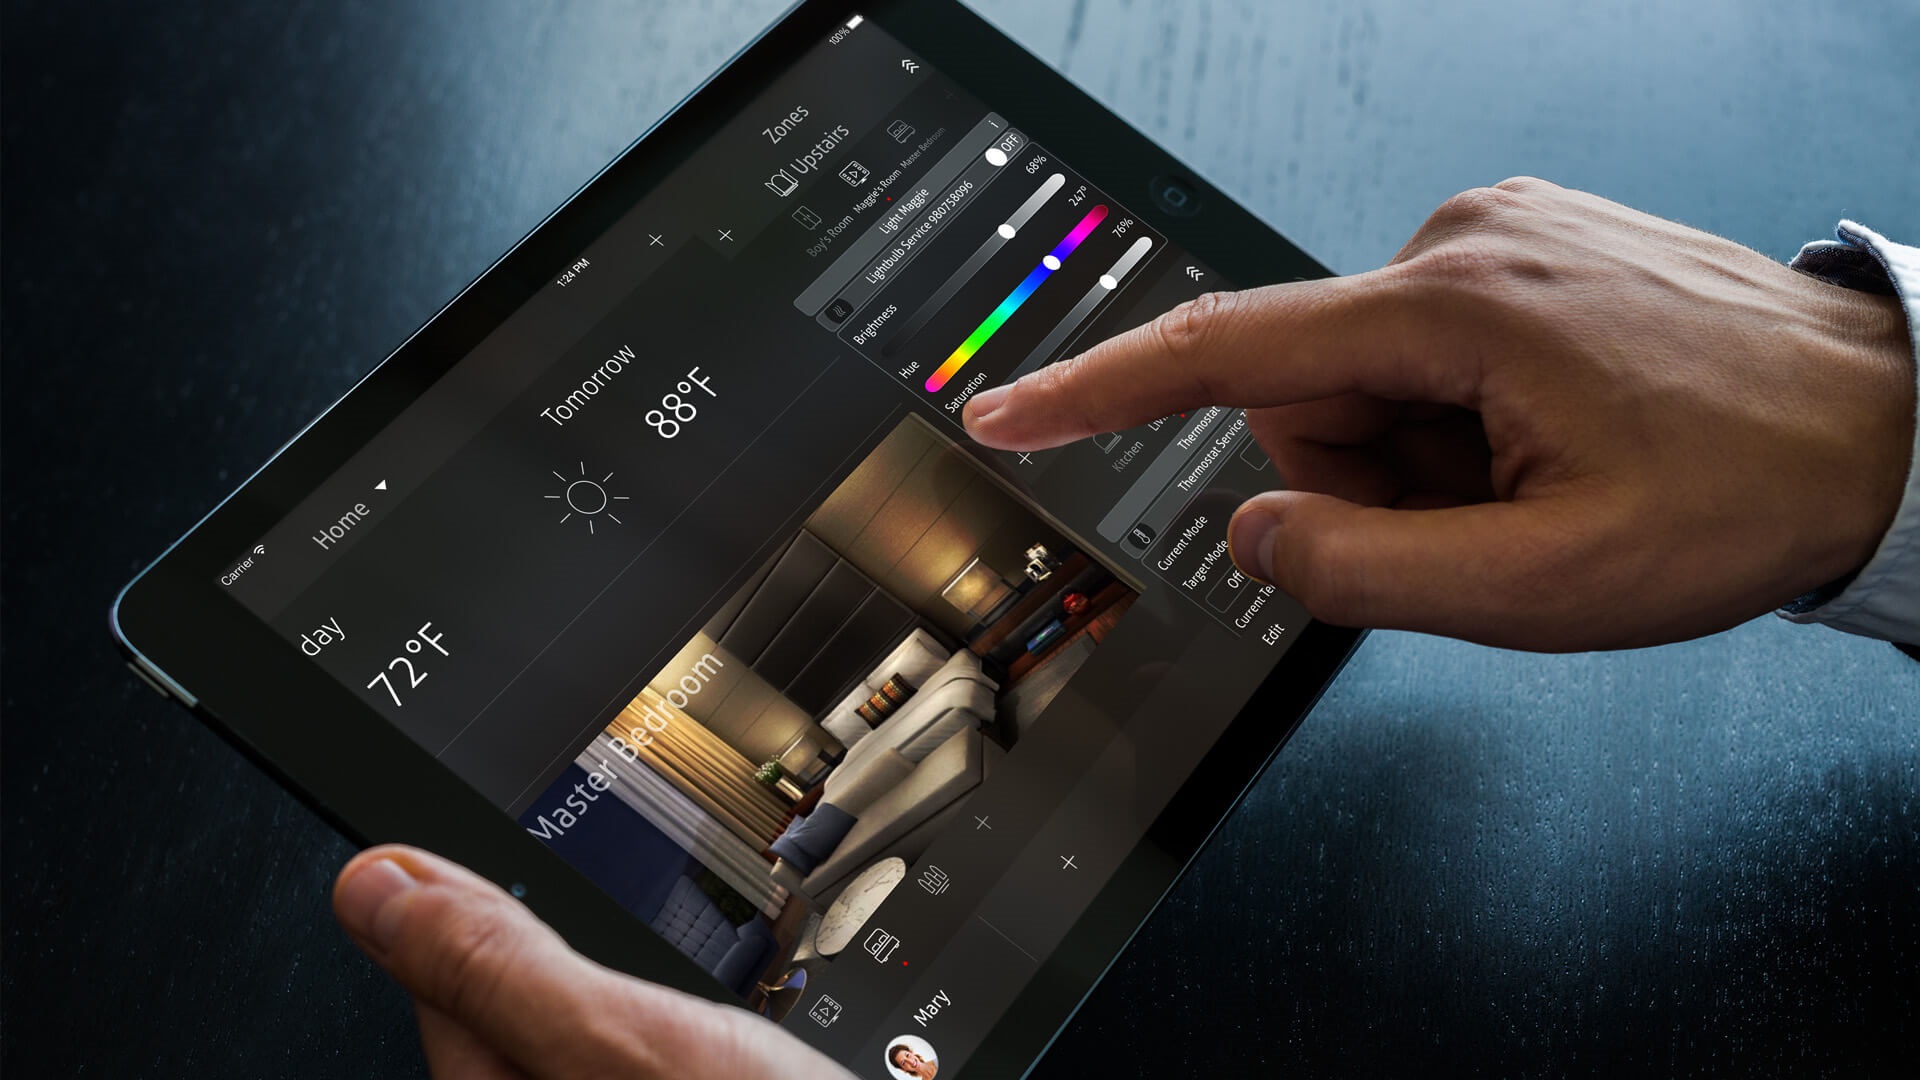 Carrier
1:24 PM
100%
Home
day
72°F
Tomorrow
88°F
Master Bedroom
Mary
Zones
Upstairs
Boy's Room
Maggie's Room
Master Bedroom
i
Light Maggie
Lightbulb Service 980758096
OFF
Brightness
68%
Hue
247°
Saturation
76%
Kitchen
Thermostat
Thermostat Service
Current Mode
Target Mode
Off
Current
Edit